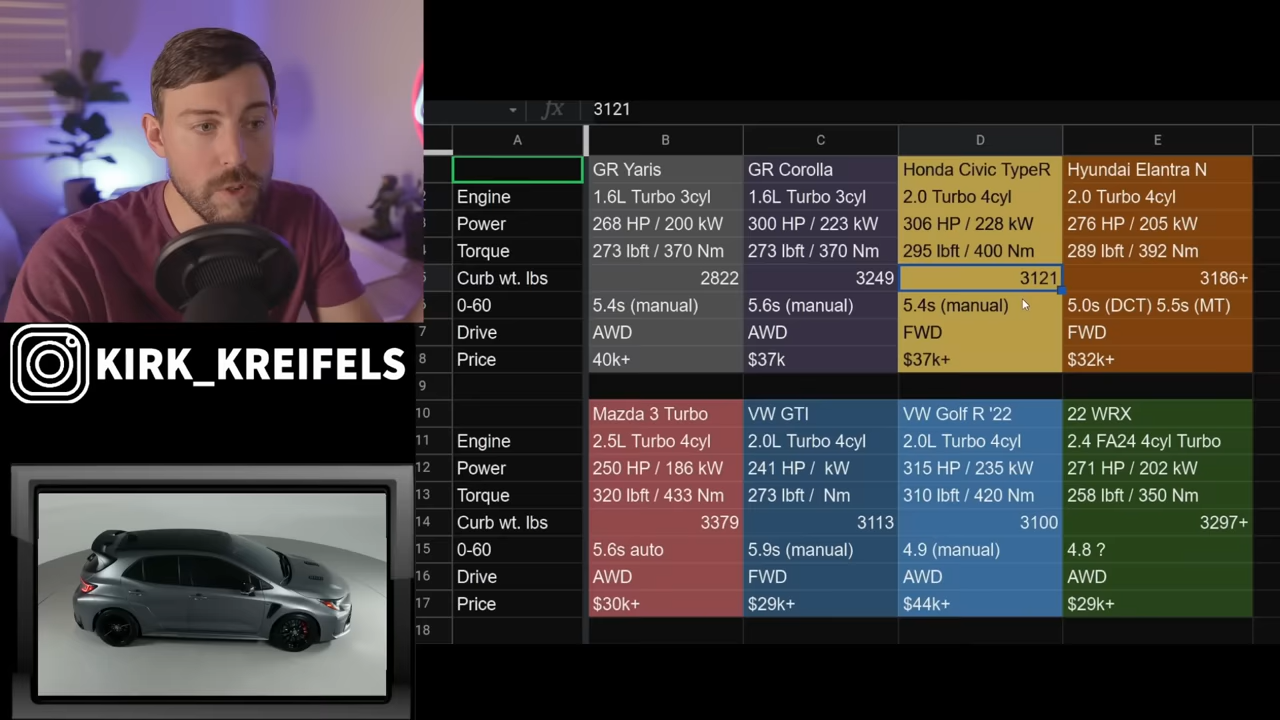 3121
A B C D E
GR Yaris GR Corolla Honda Civic TypeR Hyundai Elantra N
2 Engine 1.6L Turbo 3cyl 1.6L Turbo 3cyl 2.0 Turbo 4cyl 2.0 Turbo 4cyl
3 Power 268 HP / 200 kW 300 HP / 223 kW 306 HP / 228 kW 276 HP / 205 kW
4 Torque 273 lbft / 370 Nm 273 lbft / 370 Nm 295 lbft / 400 Nm 289 lbft / 392 Nm
5 Curb wt. lbs 2822 3249 3121 3186+
6 0-60 5.4s (manual) 5.6s (manual) 5.4s (manual) 5.0s (DCT) 5.5s (MT)
7 Drive AWD AWD FWD FWD
8 Price 40k+ $37k $37k+ $32k+
9
10 Mazda 3 Turbo VW GTI VW Golf R '22 22 WRX
11 Engine 2.5L Turbo 4cyl 2.0L Turbo 4cyl 2.0L Turbo 4cyl 2.4 FA24 4cyl Turbo
12 Power 250 HP / 186 kW 241 HP / kW 315 HP / 235 kW 271 HP / 202 kW
13 Torque 320 lbft / 433 Nm 273 lbft / Nm 310 lbft / 420 Nm 258 lbft / 350 Nm
14 Curb wt. lbs 3379 3113 3100 3297+
15 0-60 5.6s auto 5.9s (manual) 4.9 (manual) 4.8 ?
16 Drive AWD FWD AWD AWD
17 Price $30k+ $29k+ $44k+ $29k+
18
KIRK_KREIFELS